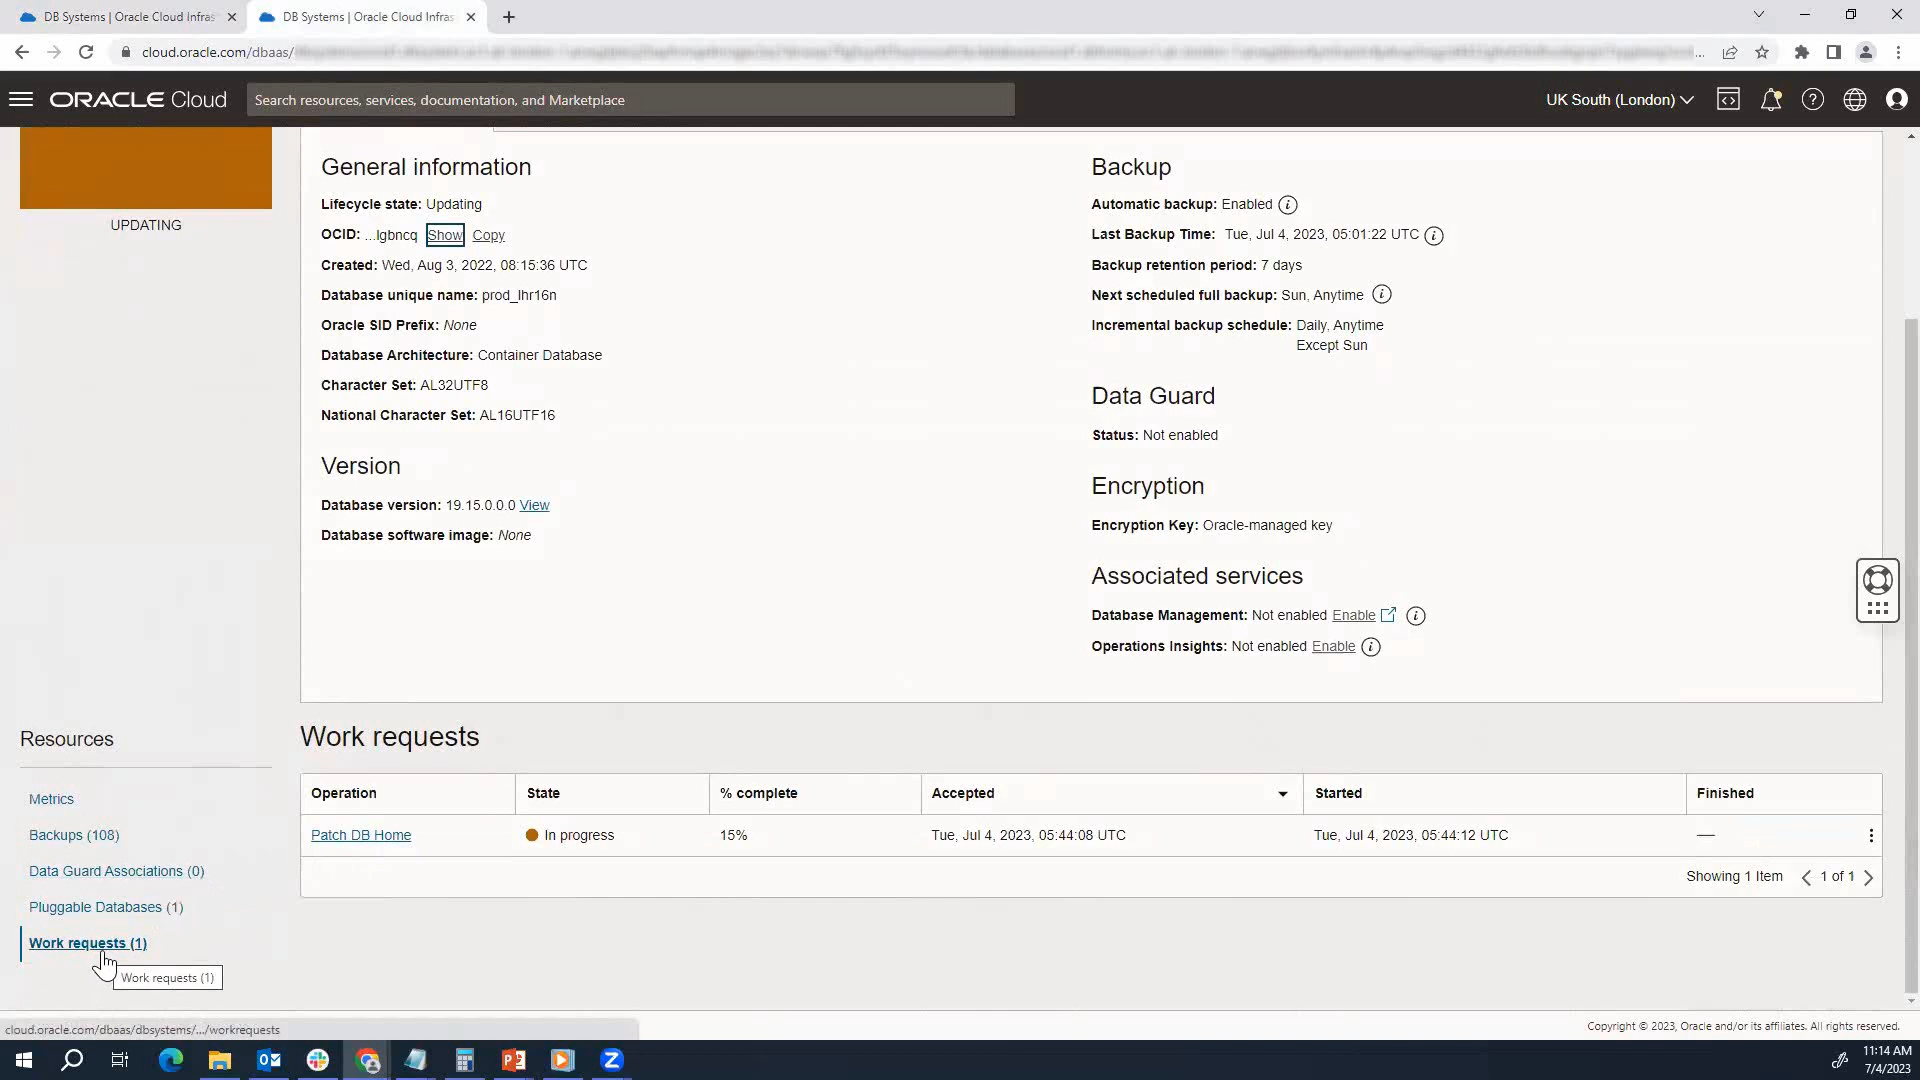 DB Systems | Oracle Cloud Infras
DB Systems | Oracle Cloud Infras
cloud.oracle.com/dbaas/
ORACLE Cloud
Search resources, services, documentation, and Marketplace
UK South (London)
UPDATING
General information
Lifecycle state: Updating
OCID: ...lgbncq Show Copy
Created: Wed, Aug 3, 2022, 08:15:36 UTC
Database unique name: prod_lhr16n
Oracle SID Prefix: None
Database Architecture: Container Database
Character Set: AL32UTF8
National Character Set: AL16UTF16
Version
Database version: 19.15.0.0.0 View
Database software image: None
Backup
Automatic backup: Enabled
Last Backup Time: Tue, Jul 4, 2023, 05:01:22 UTC
Backup retention period: 7 days
Next scheduled full backup: Sun, Anytime
Incremental backup schedule: Daily, Anytime
Except Sun
Data Guard
Status: Not enabled
Encryption
Encryption Key: Oracle-managed key
Associated services
Database Management: Not enabled Enable
Operations Insights: Not enabled Enable
Resources
Metrics
Backups (108)
Data Guard Associations (0)
Pluggable Databases (1)
Work requests (1)
Work requests (1)
Work requests
Operation State % complete Accepted Started Finished
Patch DB Home In progress 15% Tue, Jul 4, 2023, 05:44:08 UTC Tue, Jul 4, 2023, 05:44:12 UTC —
Showing 1 Item 1 of 1
cloud.oracle.com/dbaas/dbsystems/.../workrequests
Copyright © 2023, Oracle and/or its affiliates. All rights reserved.
11:14 AM
7/4/2023